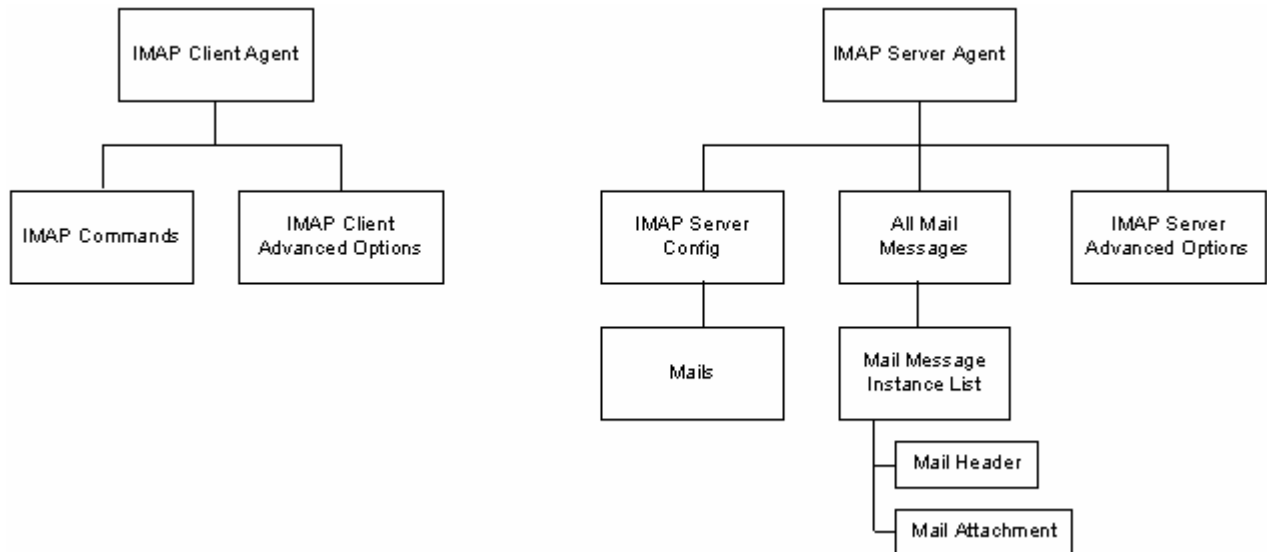 IMAP Client Agent
IMAP Server Agent
IMAP Commands
IMAP Client
Advanced Options
IMAP Server
Config
All Mail
Messages
IMAP Server
Advanced Options
Mails
Mail Message
Instance List
Mail Header
Mail Attachment